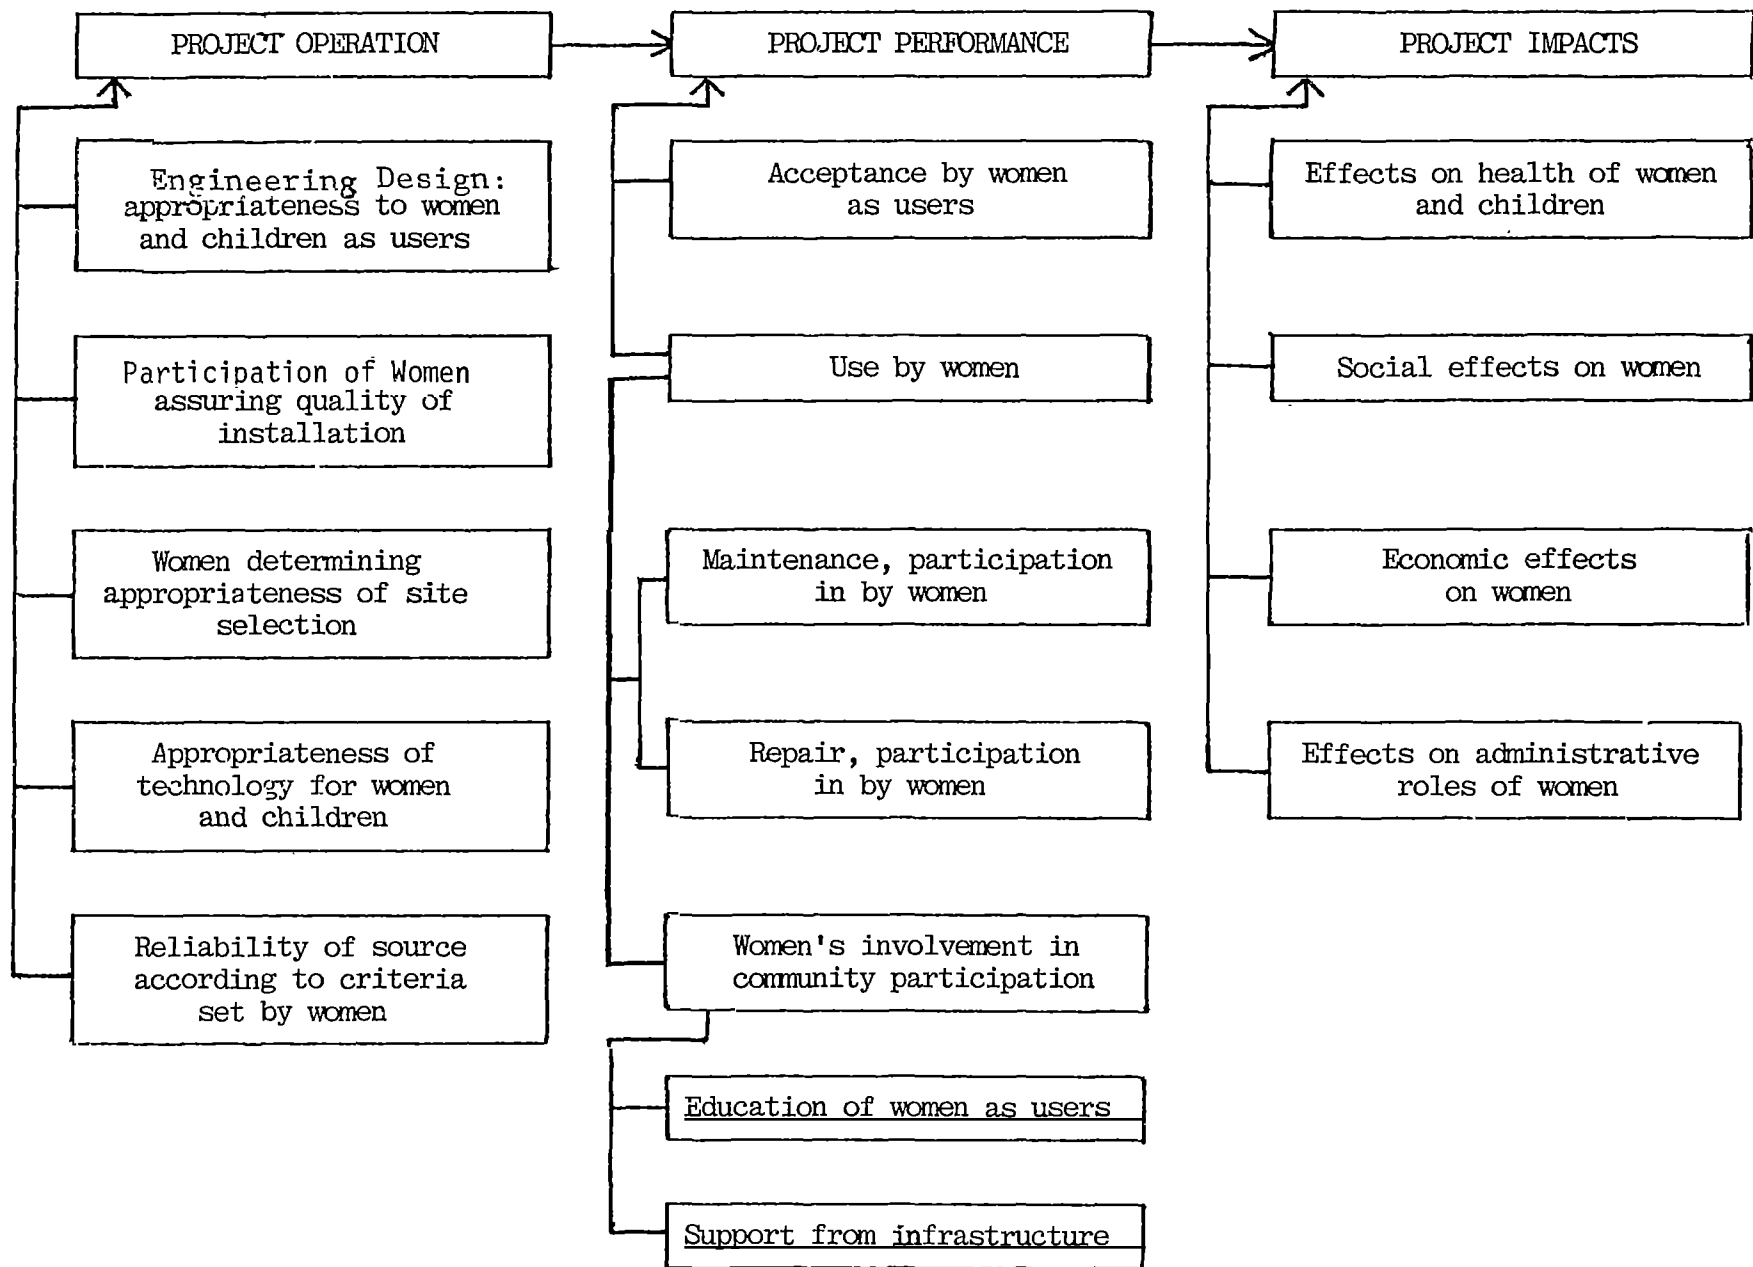 PROJECT OPERATION
PROJECT PERFORMANCE
PROJECT IMPACTS
Engineering Design:
appropriateness to women
and children as users
Participation of Women
assuring quality of
installation
Women determining
appropriateness of site
selection
Appropriateness of
technology for women
and children
Reliability of source
according to criteria
set by women
Acceptance by women
as users
Use by women
Maintenance, participation
in by women
Repair, participation
in by women
Women's involvement in
community participation
Education of women as users
Support from infrastructure
Effects on health of women
and children
Social effects on women
Economic effects
on women
Effects on administrative
roles of women